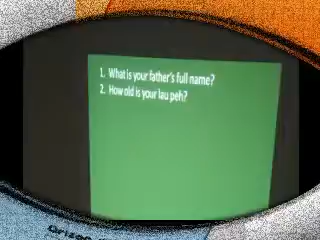 1. What is your father's full name?
2. How old is your lau peh?